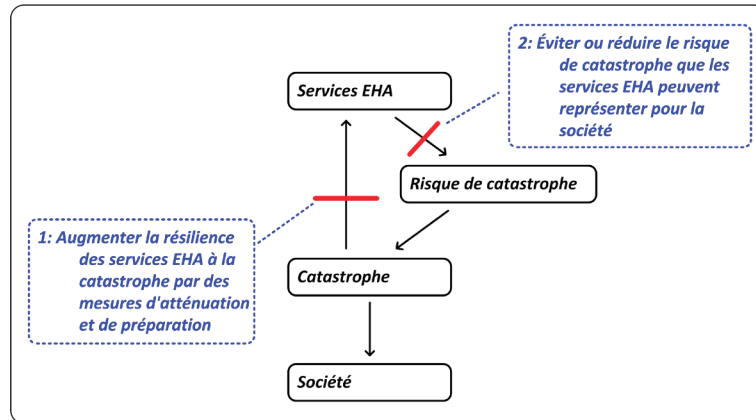 2: Éviter ou réduire le risque
de catastrophe que les
services EHA peuvent
représenter pour la
société
Services EHA
Risque de catastrophe
1: Augmenter la résilience
des services EHA à la
catastrophe par des
mesures d'atténuation
et de préparation
Catastrophe
Société